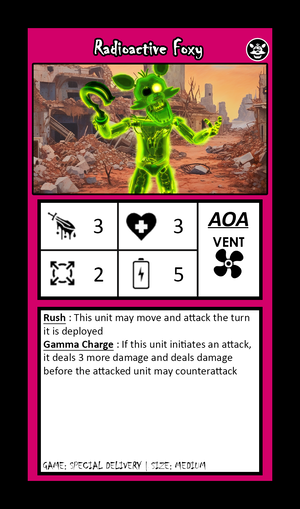 Radioactive Foxy
3
3
AOA
VENT
2
5
Rush : This unit may move and attack the turn
it is deployed
Gamma Charge : If this unit initiates an attack,
it deals 3 more damage and deals damage
before the attacked unit may counterattack
GAME: SPECIAL DELIVERY | SIZE: MEDIUM